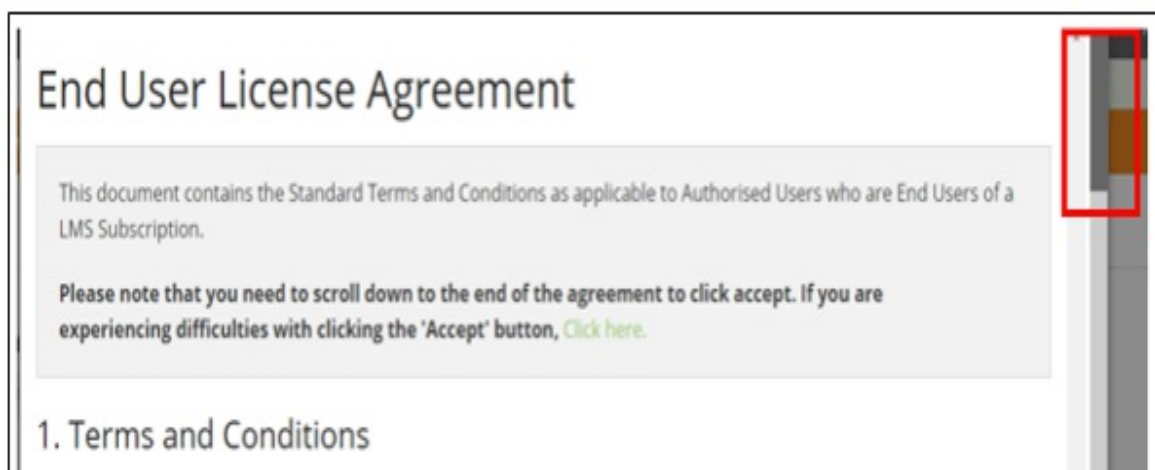 End User License Agreement
This document contains the Standard Terms and Conditions as applicable to Authorised Users who are End Users of a
LMS Subscription.
Please note that you need to scroll down to the end of the agreement to click accept. If you are
experiencing difficulties with clicking the 'Accept' button, Click here.
1. Terms and Conditions